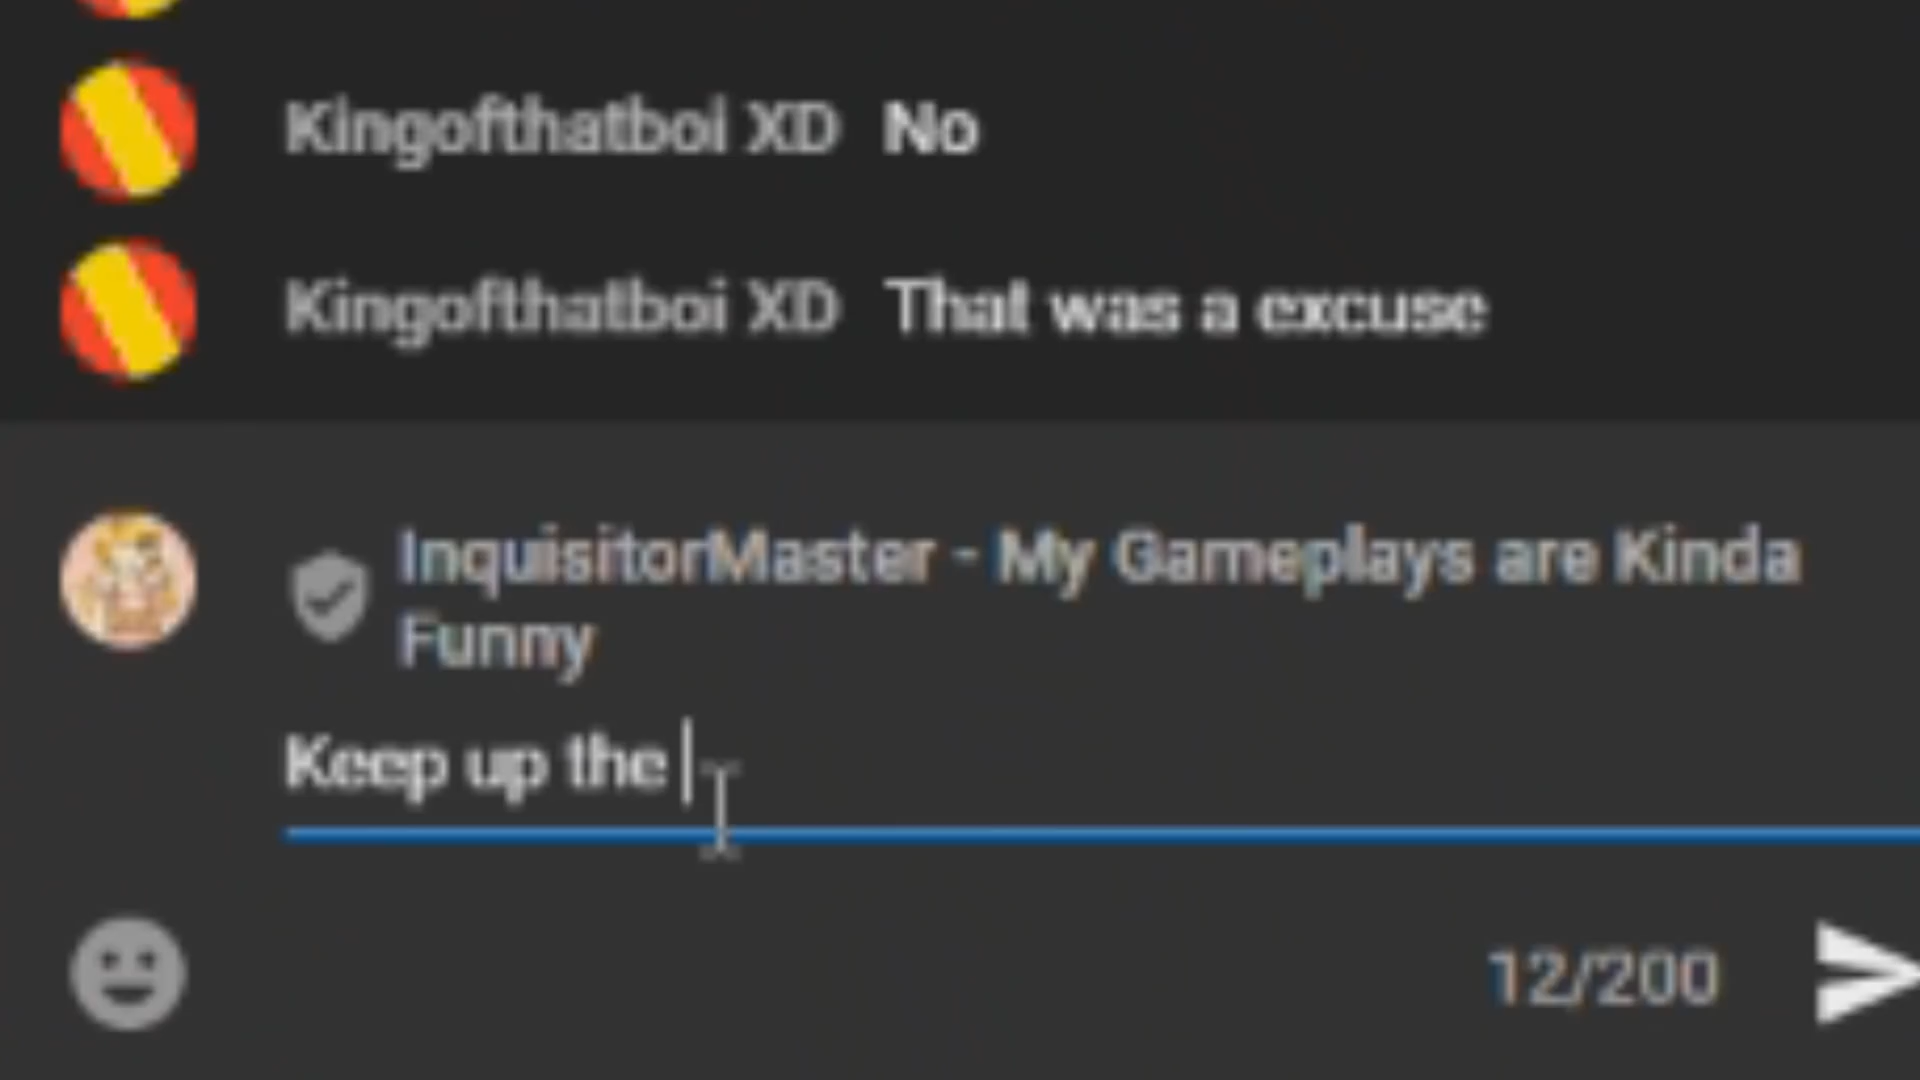 Kingofthatboi XD No
Kingofthatboi XD That was a excuse
InquisitorMaster - My Gameplays are Kinda
Funny
Keep up the
12/200